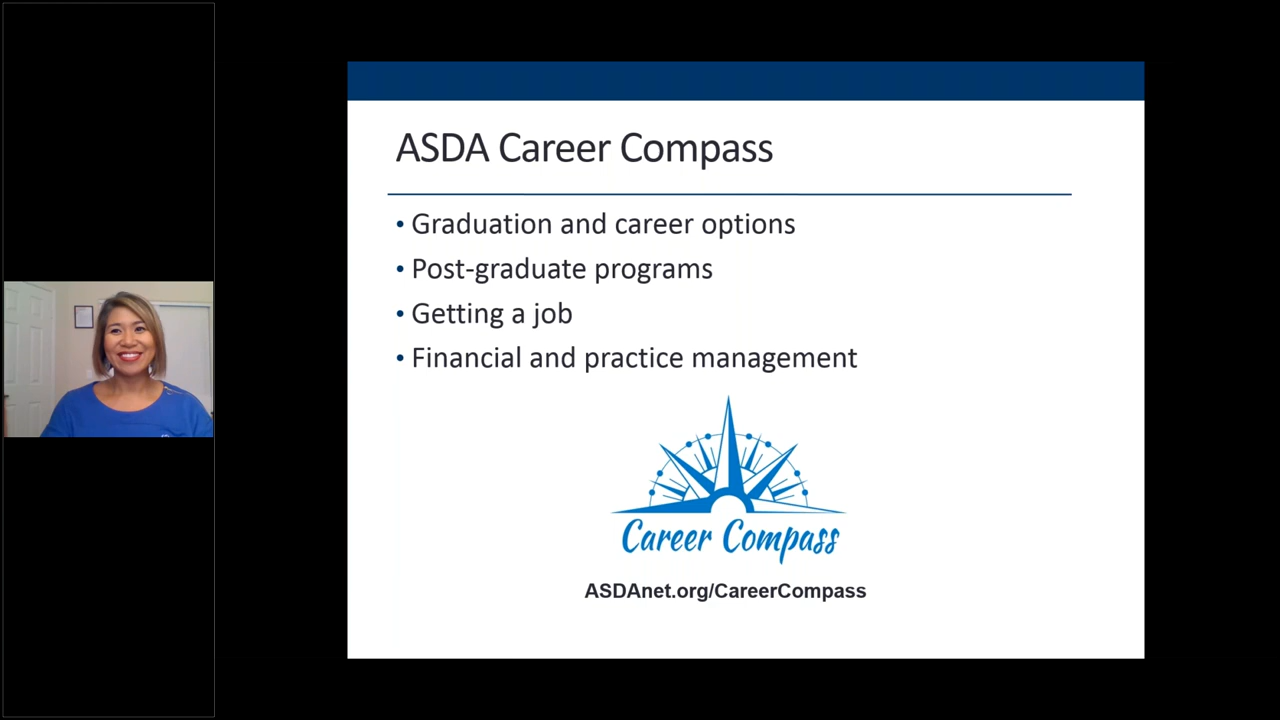 ASDA Career Compass
• Graduation and career options
• Post-graduate programs
• Getting a job
• Financial and practice management
Career Compass
ASDAnet.org/CareerCompass